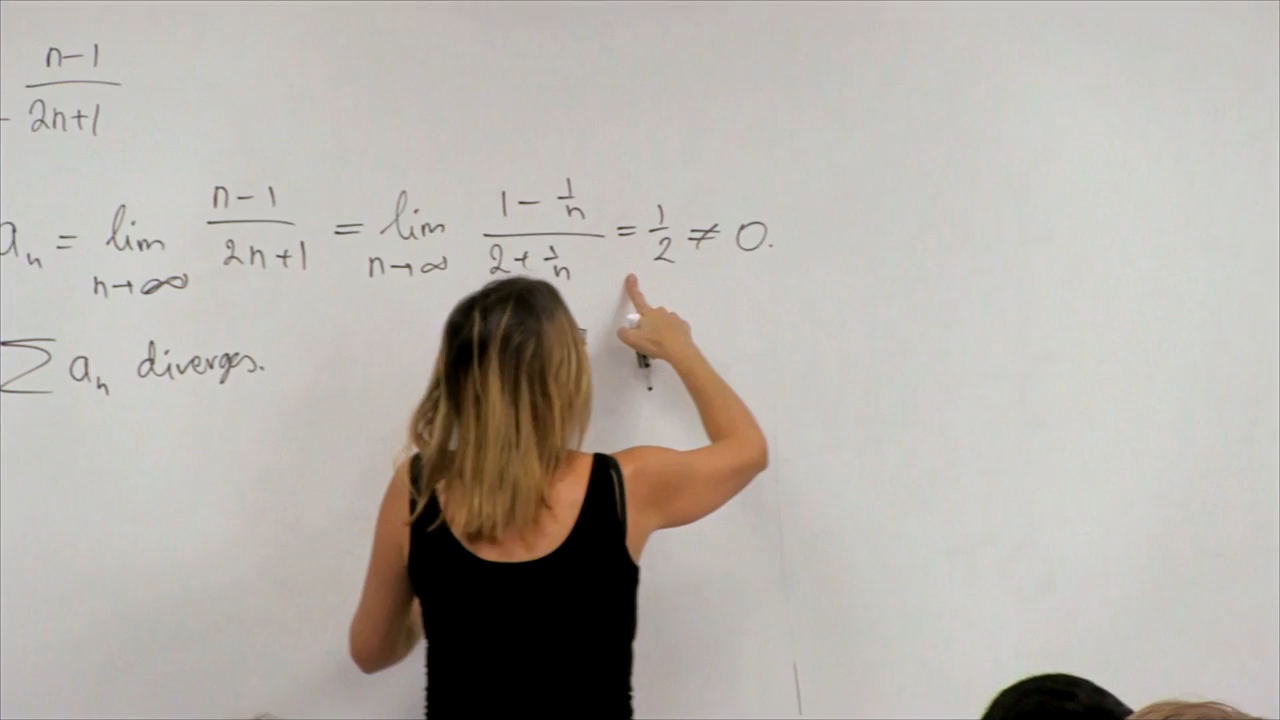 n-1
2n+1
aₙ = lim n→∞ (n-1)/(2n+1) = lim n→∞ (1 - 1/n)/(2 + 1/n) = 1/2 ≠ 0.
∑ aₙ diverges.